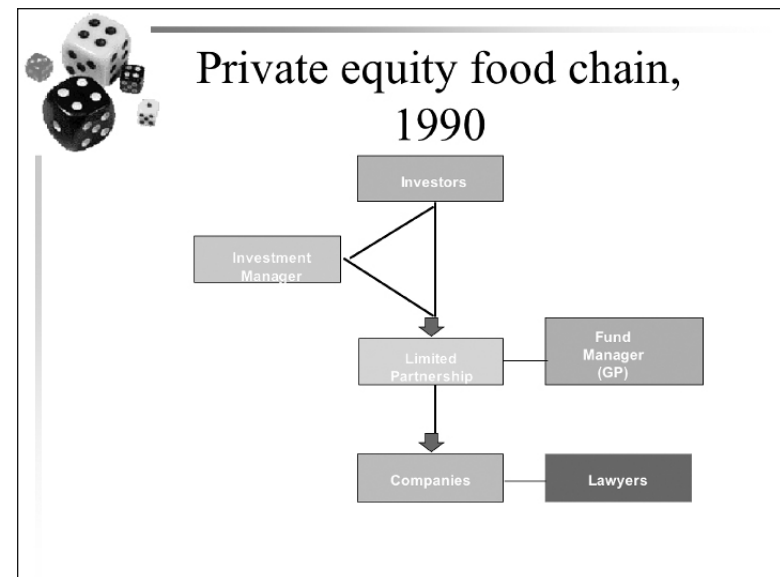 Private equity food chain,
1990
Investors
Investment
Manager
Fund
Manager
(GP)
Limited
Partnership
Companies
Lawyers